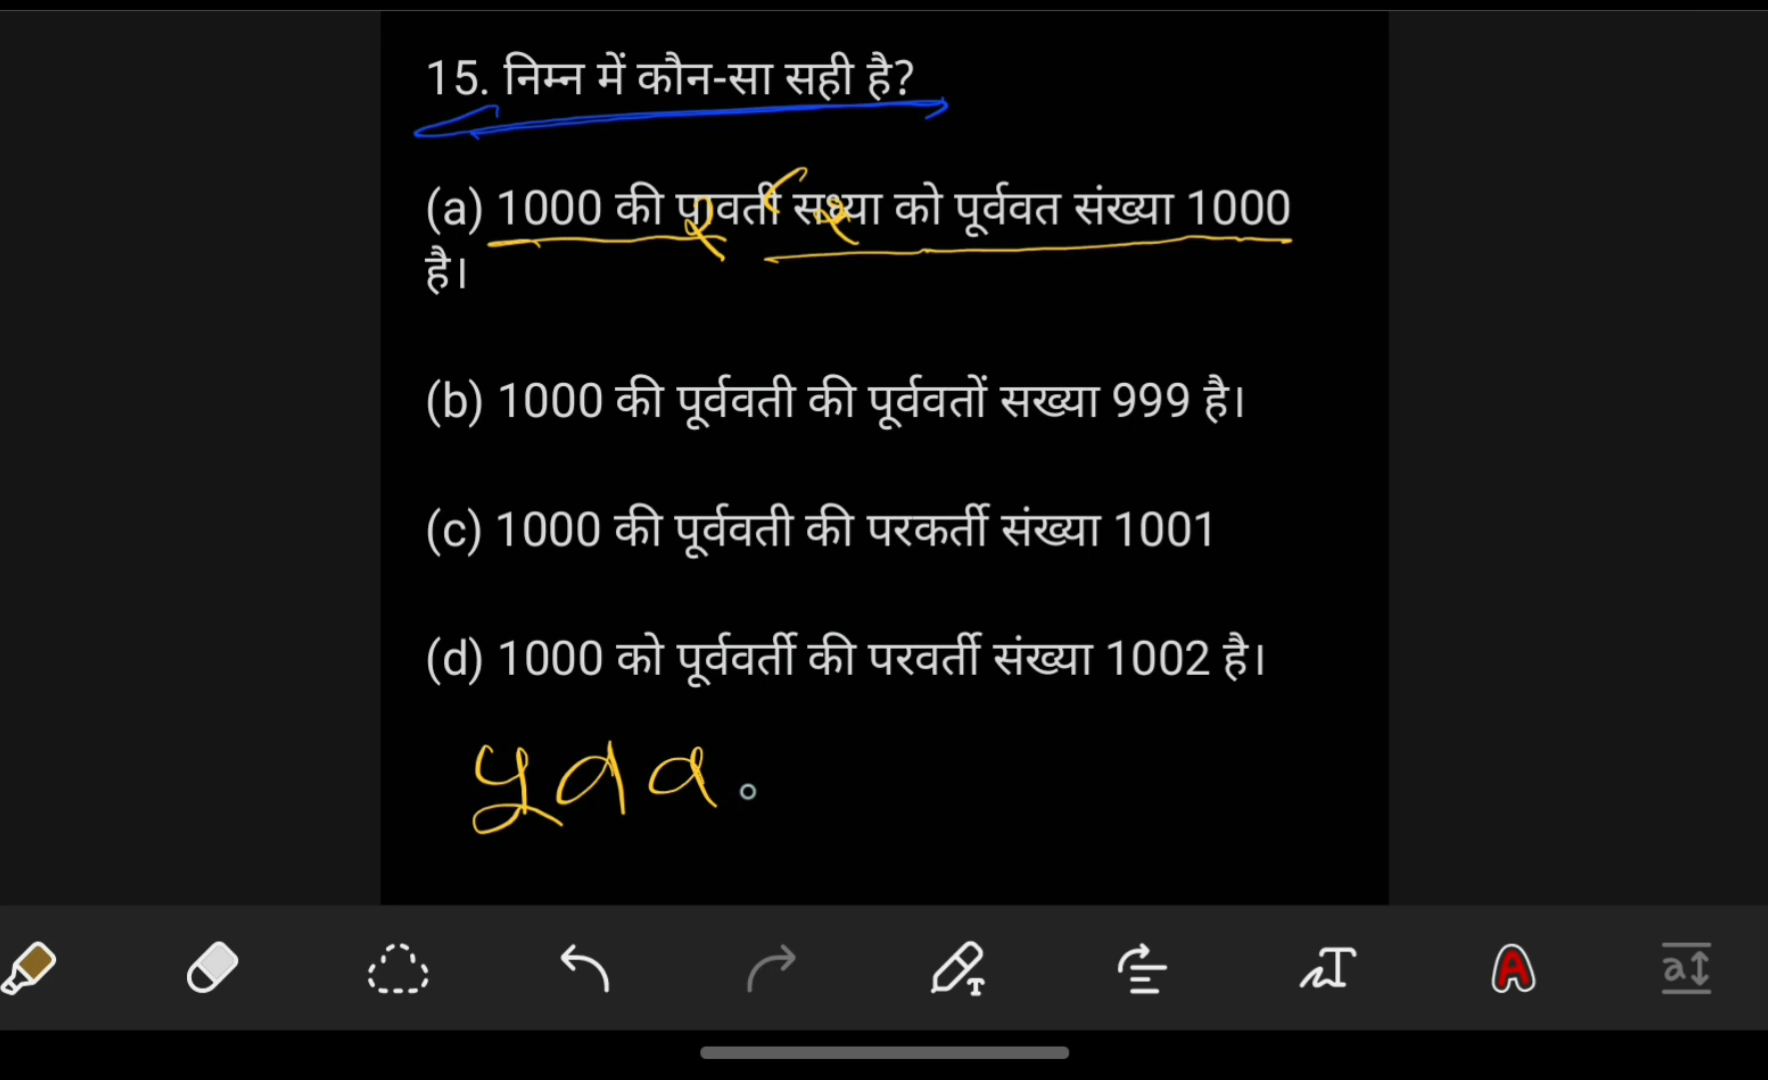 15. निम्न में कौन-सा सही है?
(a) 1000 की सख्या को पूर्ववत संख्या 1000
है।
(b) 1000 की पूर्ववती की पूर्ववतों सख्या 999 है।
(c) 1000 की पूर्ववती की परकर्ती संख्या 1001
(d) 1000 को पूर्ववर्ती की परवर्ती संख्या 1002 है।